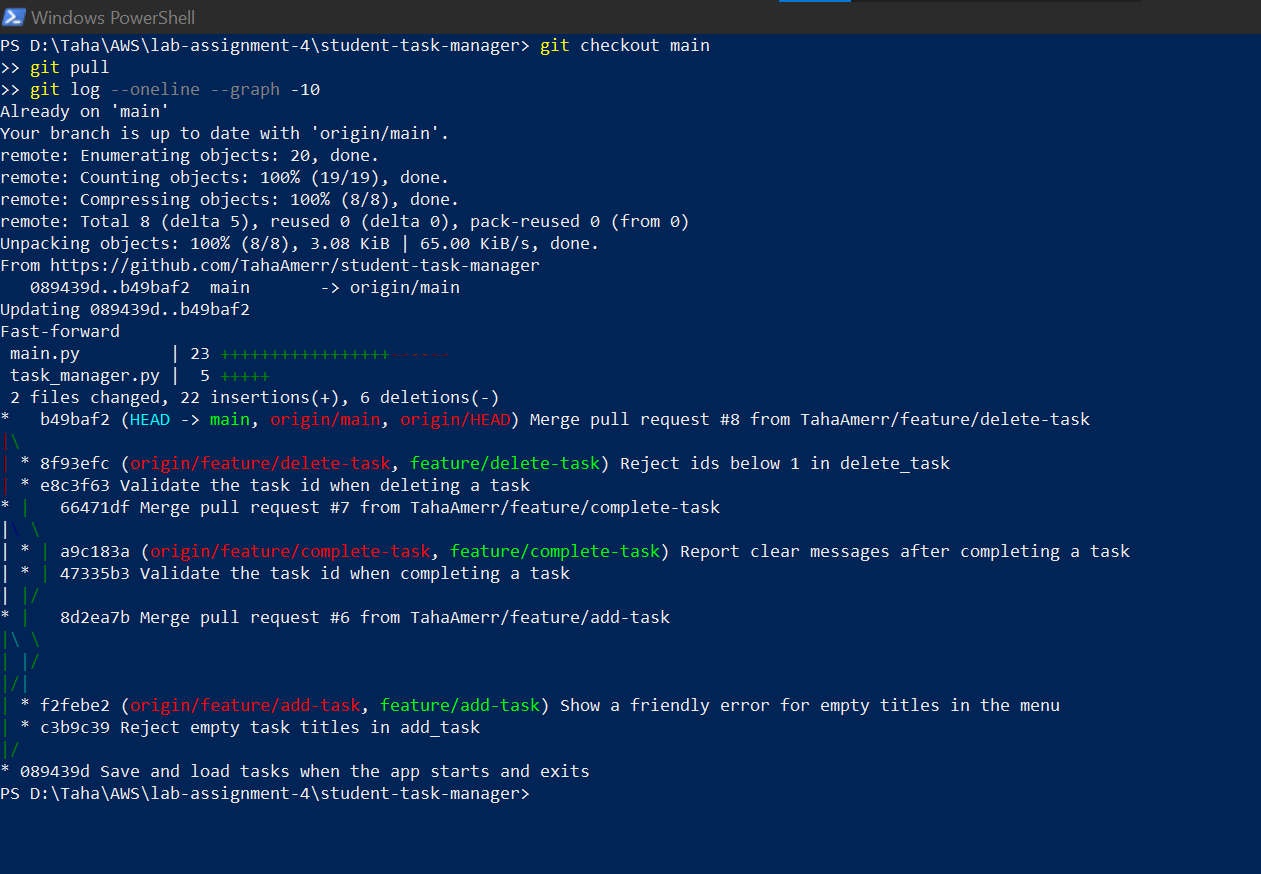 Windows PowerShell
PS D:\Taha\AWS\lab-assignment-4\student-task-manager> git checkout main
>> git pull
>> git log --oneline --graph -10
Already on 'main'
Your branch is up to date with 'origin/main'.
remote: Enumerating objects: 20, done.
remote: Counting objects: 100% (19/19), done.
remote: Compressing objects: 100% (8/8), done.
remote: Total 8 (delta 5), reused 0 (delta 0), pack-reused 0 (from 0)
Unpacking objects: 100% (8/8), 3.08 KiB | 65.00 KiB/s, done.
From https://github.com/TahaAmerr/student-task-manager
   089439d..b49baf2  main       -> origin/main
Updating 089439d..b49baf2
Fast-forward
 main.py         | 23 +++++++++++++++++------
 task_manager.py |  5 +++++
 2 files changed, 22 insertions(+), 6 deletions(-)
*   b49baf2 (HEAD -> main, origin/main, origin/HEAD) Merge pull request #8 from TahaAmerr/feature/delete-task
|\
| * 8f93efc (origin/feature/delete-task, feature/delete-task) Reject ids below 1 in delete_task
| * e8c3f63 Validate the task id when deleting a task
* |   66471df Merge pull request #7 from TahaAmerr/feature/complete-task
|\ \
| * | a9c183a (origin/feature/complete-task, feature/complete-task) Report clear messages after completing a task
| * | 47335b3 Validate the task id when completing a task
| |/
* |   8d2ea7b Merge pull request #6 from TahaAmerr/feature/add-task
|\ \
| |/
|/|
| * f2febe2 (origin/feature/add-task, feature/add-task) Show a friendly error for empty titles in the menu
| * c3b9c39 Reject empty task titles in add_task
|/
* 089439d Save and load tasks when the app starts and exits
PS D:\Taha\AWS\lab-assignment-4\student-task-manager>